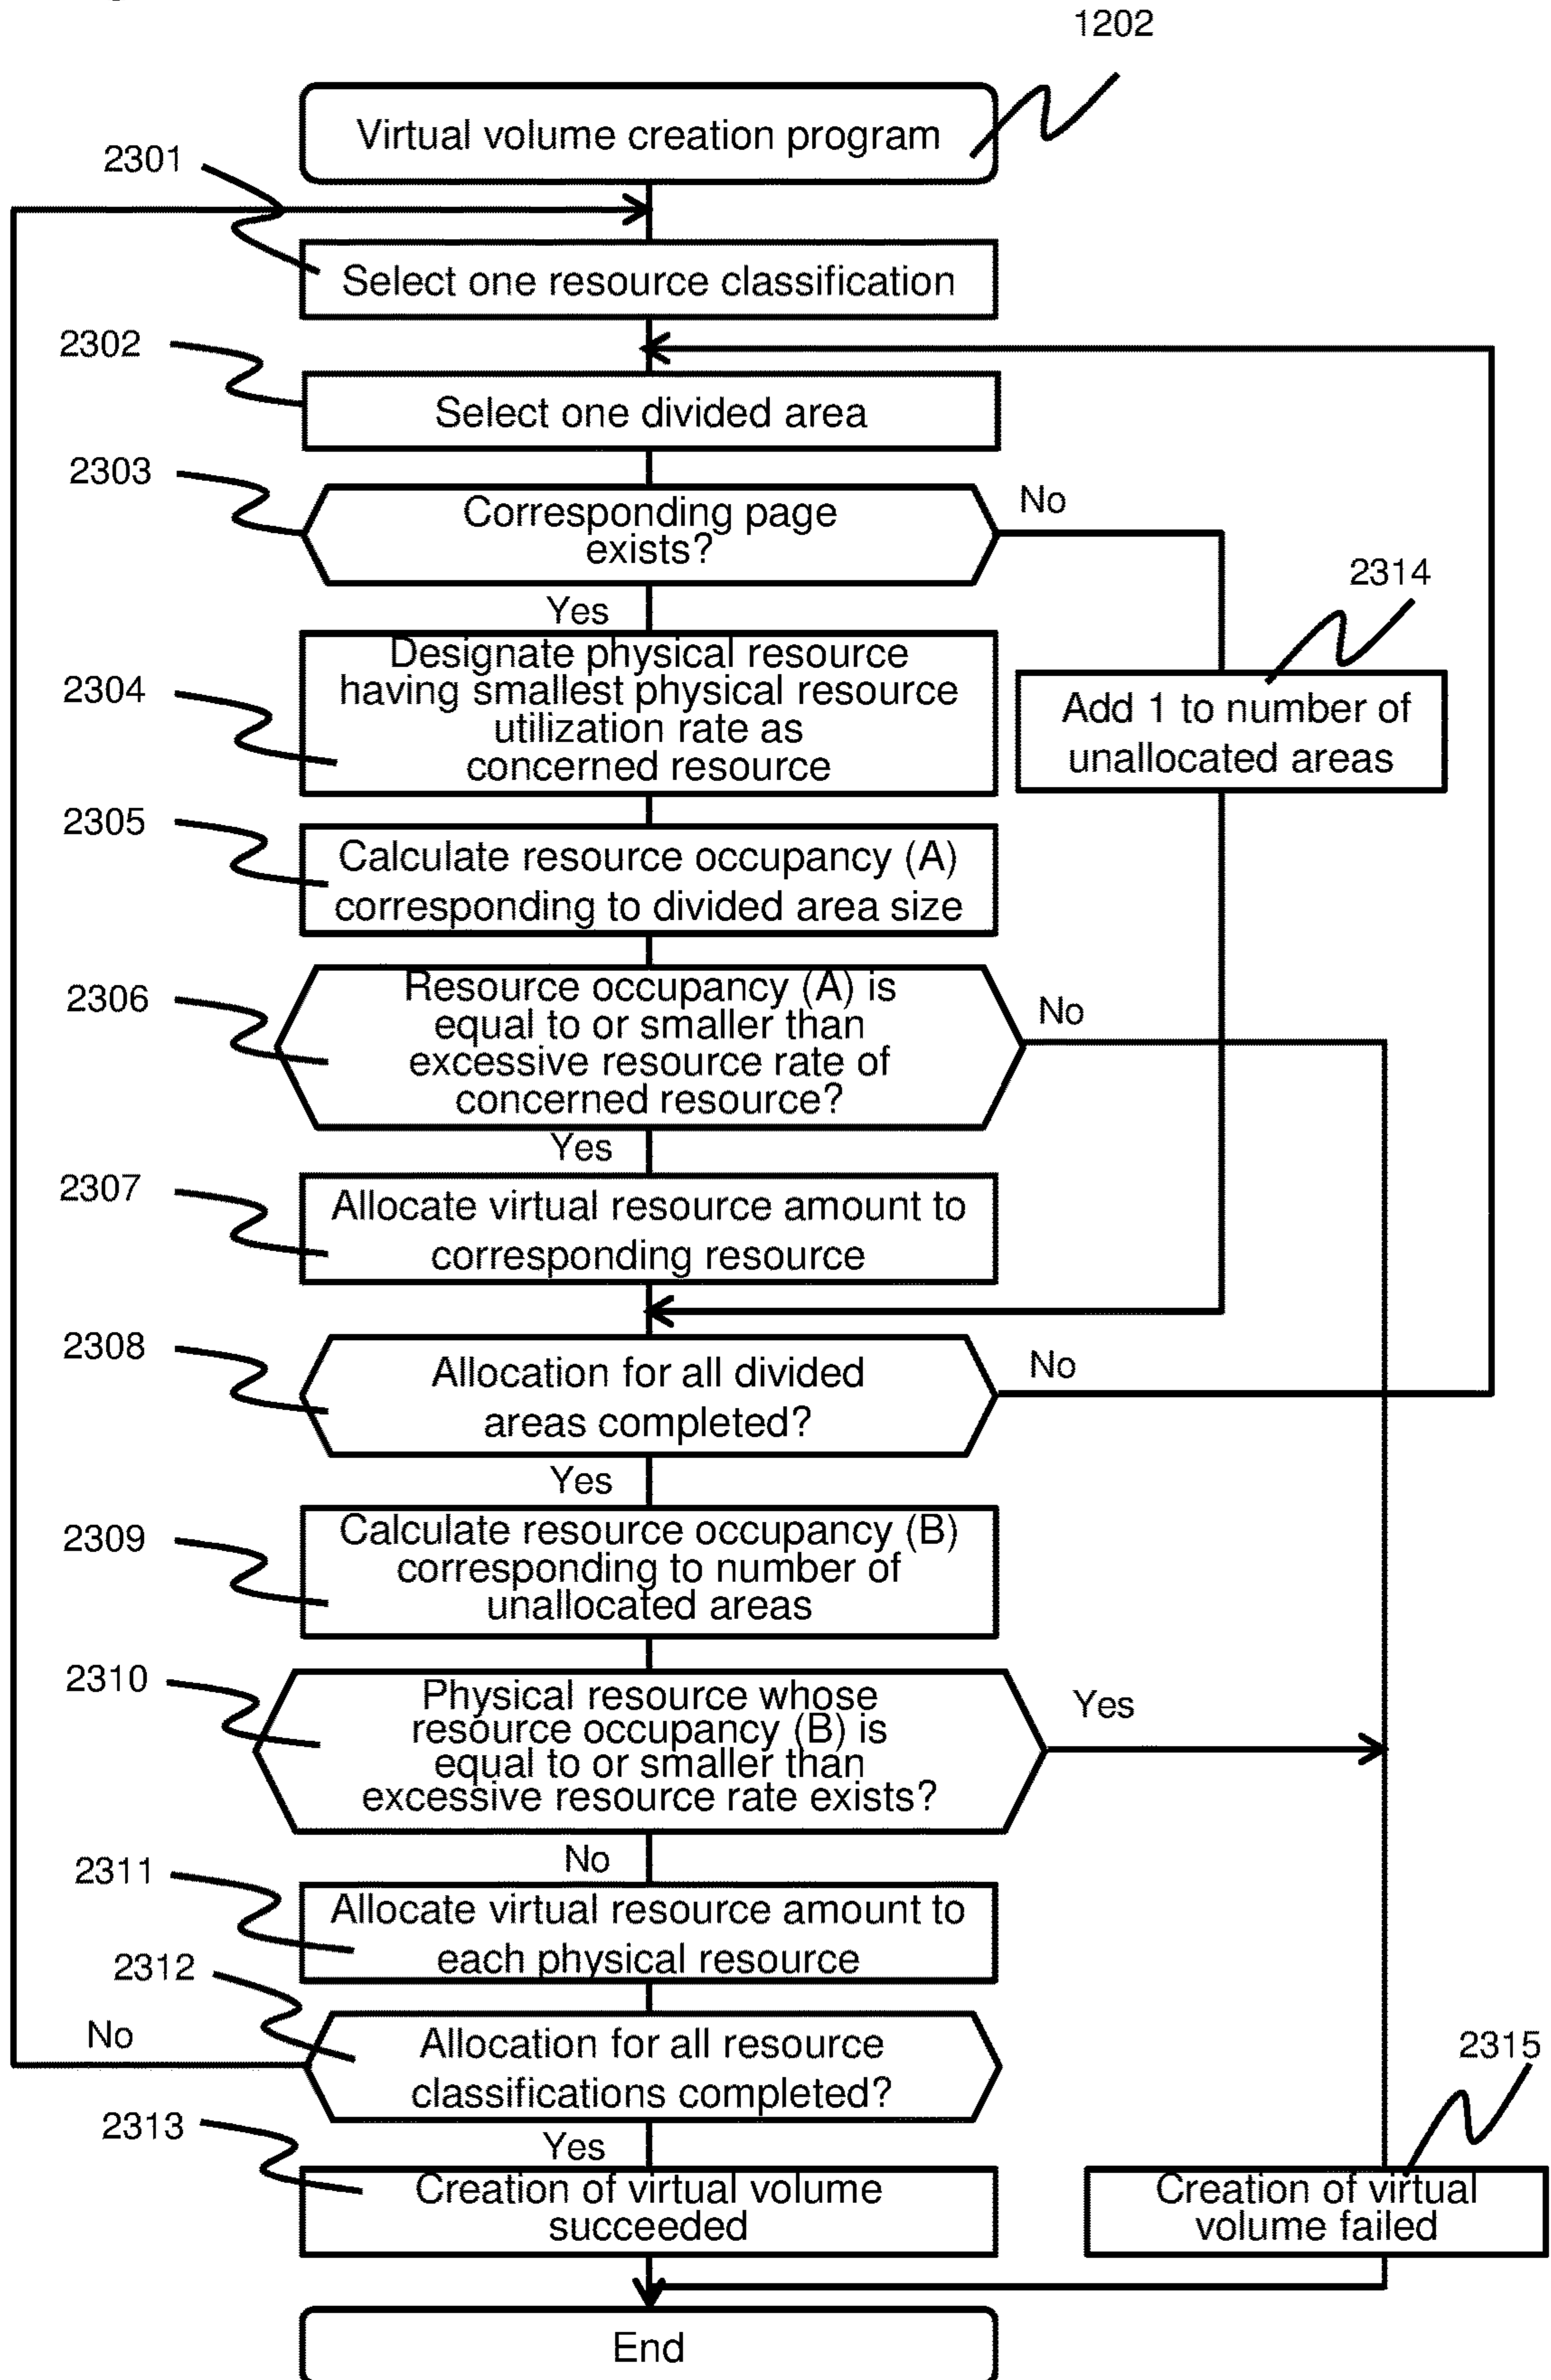 1202
Virtual volume creation program
2301
Select one resource classification
2302
Select one divided area
2303
Corresponding page
exists?
No
Yes
2314
Add 1 to number of
unallocated areas
2304
Designate physical resource
having smallest physical resource
utilization rate as
concerned resource
2305
Calculate resource occupancy (A)
corresponding to divided area size
2306
Resource occupancy (A) is
equal to or smaller than
excessive resource rate of
concerned resource?
No
Yes
2307
Allocate virtual resource amount to
corresponding resource
2308
Allocation for all divided
areas completed?
No
Yes
2309
Calculate resource occupancy (B)
corresponding to number of
unallocated areas
2310
Physical resource whose
resource occupancy (B) is
equal to or smaller than
excessive resource rate exists?
Yes
No
2311
Allocate virtual resource amount to
each physical resource
2312
Allocation for all resource
classifications completed?
No
Yes
2313
Creation of virtual volume
succeeded
2315
Creation of virtual
volume failed
End